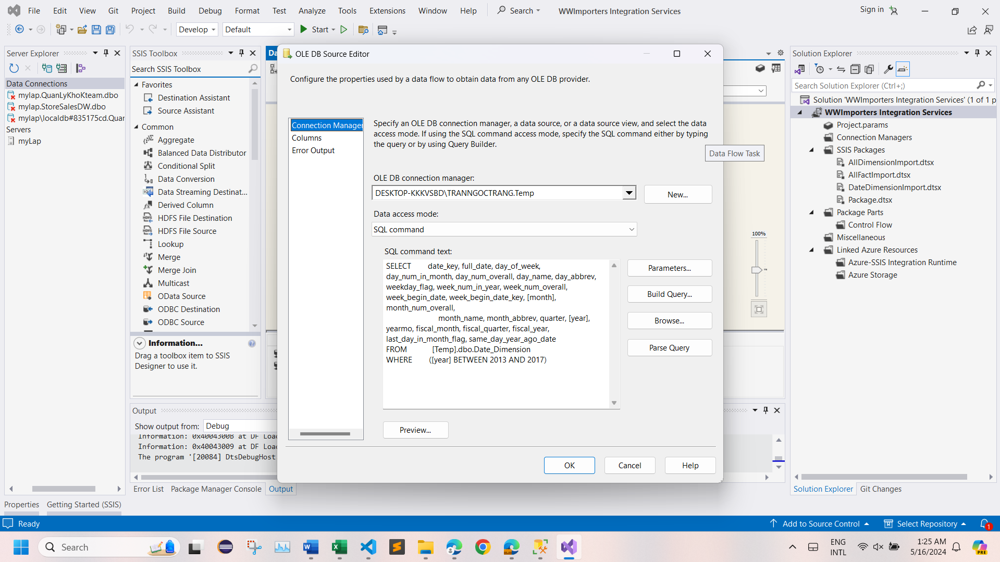 File Edit View Git Project Build Debug Format Test Analyze Tools Extensions Window Help Search WWImporters Integration Services Sign in
Develop Default Start
Server Explorer
Data Connections
mylap.QuanLyKhoKteam.dbo
mylap.StoreSalesDW.dbo
mylap\localdb#835175cd.Quar
Servers
myLap
SSIS Toolbox
Search SSIS Toolbox
Favorites
Destination Assistant
Source Assistant
Common
Aggregate
Balanced Data Distributor
Conditional Split
Data Conversion
Data Streaming Destinat...
Derived Column
HDFS File Destination
HDFS File Source
Lookup
Merge
Merge Join
Multicast
OData Source
ODBC Destination
ODBC Source
Information...
Drag a toolbox item to SSIS
Designer to use it.
Da
OLE DB Source Editor
Configure the properties used by a data flow to obtain data from any OLE DB provider.
Connection Manager
Columns
Error Output
Specify an OLE DB connection manager, a data source, or a data source view, and select the data
access mode. If using the SQL command access mode, specify the SQL command either by typing
the query or by using Query Builder.
Data Flow Task
OLE DB connection manager:
DESKTOP-KKKVSBD\TRANNGOCTRANG.Temp
New...
Data access mode:
SQL command
SQL command text:
SELECT date_key, full_date, day_of_week,
day_num_in_month, day_num_overall, day_name, day_abbrev,
weekday_flag, week_num_in_year, week_num_overall,
week_begin_date, week_begin_date_key, [month],
month_num_overall,
month_name, month_abbrev, quarter, [year],
yearmo, fiscal_month, fiscal_quarter, fiscal_year,
last_day_in_month_flag, same_day_year_ago_date
FROM [Temp].dbo.Date_Dimension
WHERE ([year] BETWEEN 2013 AND 2017)
Parameters...
Build Query...
Browse...
Parse Query
Preview...
OK Cancel Help
100%
Output
Show output from: Debug
Information: 0x4004300B at DF Loa
Information: 0x40043009 at DF Loa
The program '[20084] DtsDebugHost
Error List Package Manager Console Output
Solution Explorer
Search Solution Explorer (Ctrl+;)
Solution 'WWImporters Integration Services' (1 of 1 p
WWImporters Integration Services
Project.params
Connection Managers
SSIS Packages
AllDimensionImport.dtsx
AllFactImport.dtsx
DateDimensionImport.dtsx
Package.dtsx
Package Parts
Control Flow
Miscellaneous
Linked Azure Resources
Azure-SSIS Integration Runtime
Azure Storage
Solution Explorer Git Changes
Properties Getting Started (SSIS)
Ready Add to Source Control Select Repository 1
Search
ENG
INTL
1:25 AM
5/16/2024
PRE